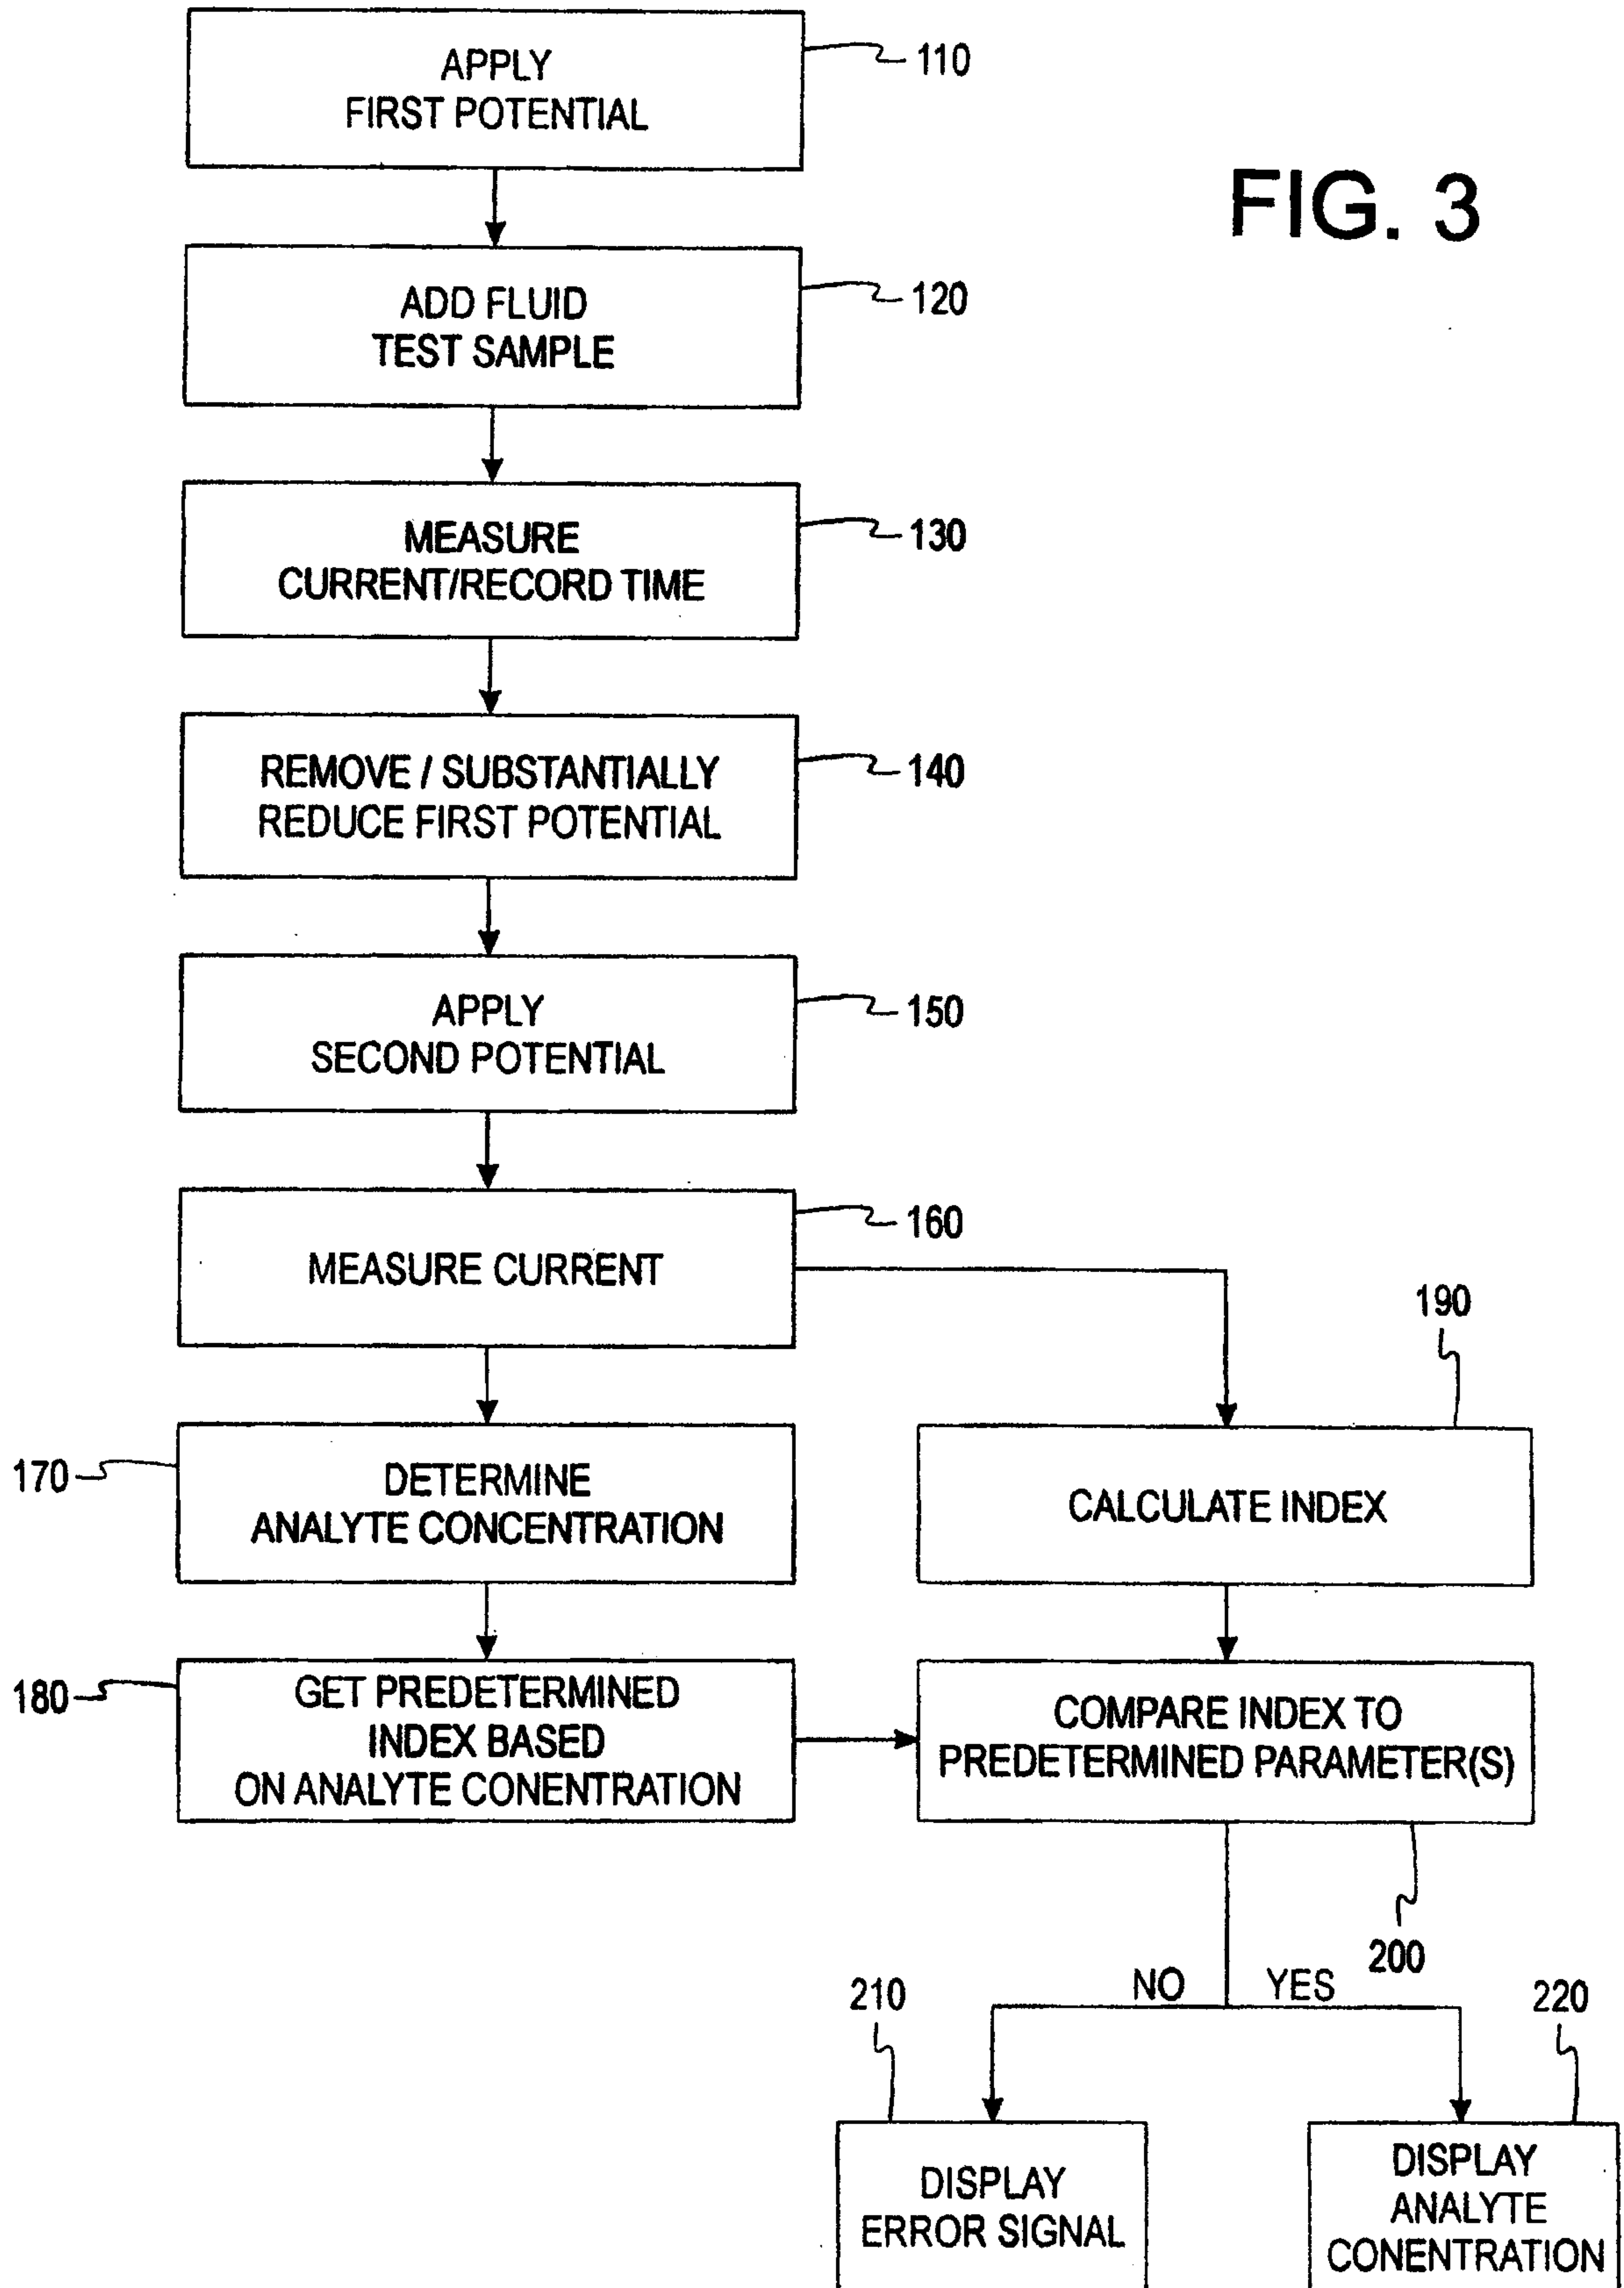 APPLY
FIRST POTENTIAL
110
FIG. 3
ADD FLUID
TEST SAMPLE
120
MEASURE
CURRENT/RECORD TIME
130
REMOVE / SUBSTANTIALLY
REDUCE FIRST POTENTIAL
140
APPLY
SECOND POTENTIAL
150
MEASURE CURRENT
160
190
170
DETERMINE
ANALYTE CONCENTRATION
CALCULATE INDEX
180
GET PREDETERMINED
INDEX BASED
ON ANALYTE CONENTRATION
COMPARE INDEX TO
PREDETERMINED PARAMETER(S)
200
NO
YES
210
220
DISPLAY
ERROR SIGNAL
DISPLAY
ANALYTE
CONENTRATION